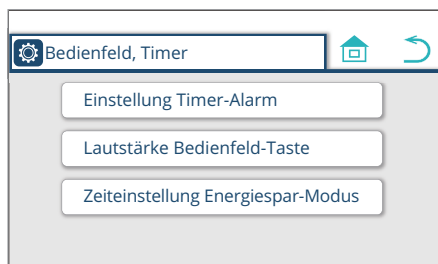 Bedienfeld, Timer
Einstellung Timer-Alarm
Lautstärke Bedienfeld-Taste
Zeiteinstellung Energiespar-Modus